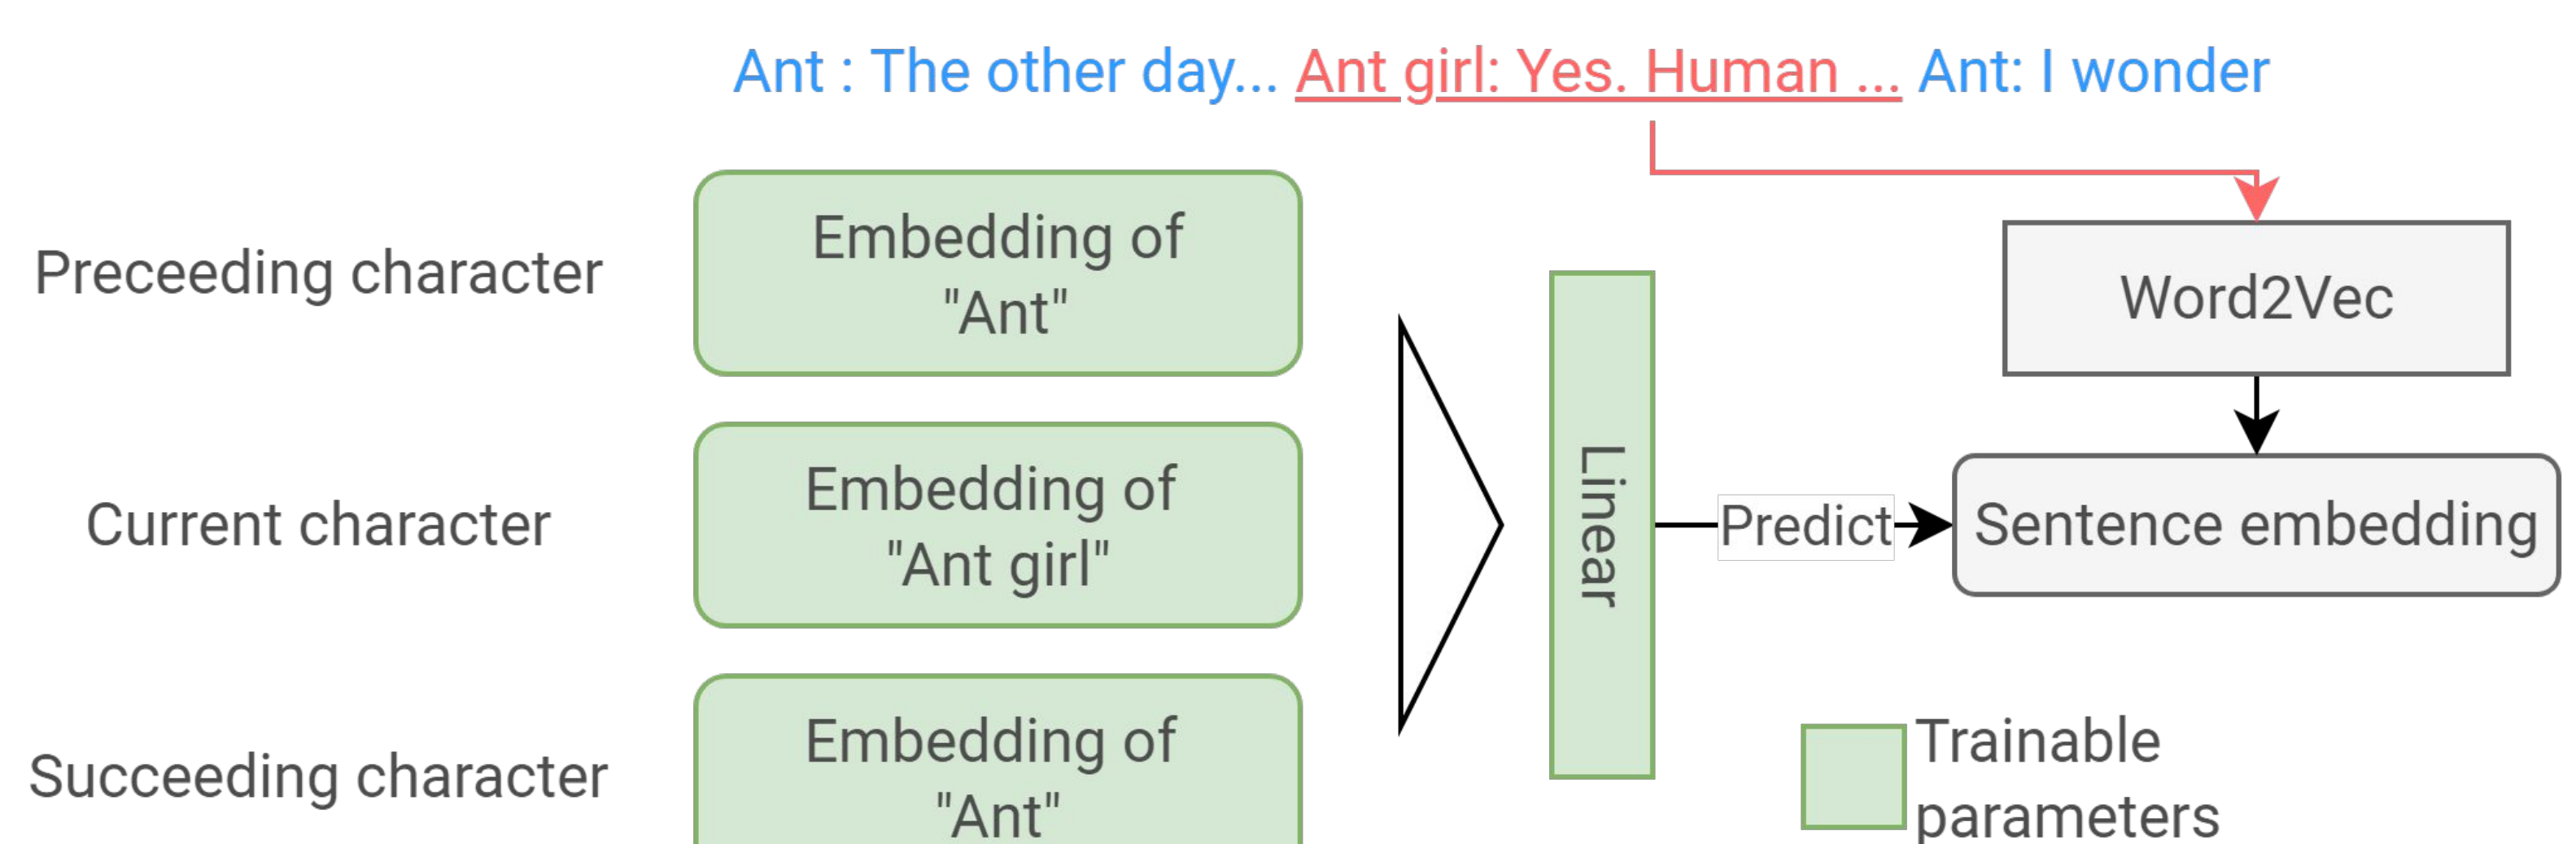 Ant : The other day... Ant girl: Yes. Human ... Ant: I wonder
Preceeding character
Embedding of
"Ant"
Word2Vec
Current character
Embedding of
"Ant girl"
Linear
Predict
Sentence embedding
Succeeding character
Embedding of
"Ant"
Trainable
parameters